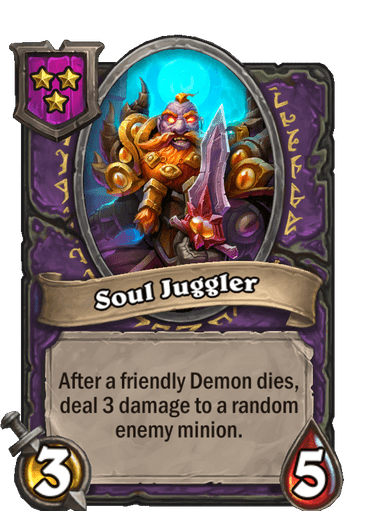 Soul Juggler
After a friendly Demon dies,
deal 3 damage to a random
enemy minion.
3
5